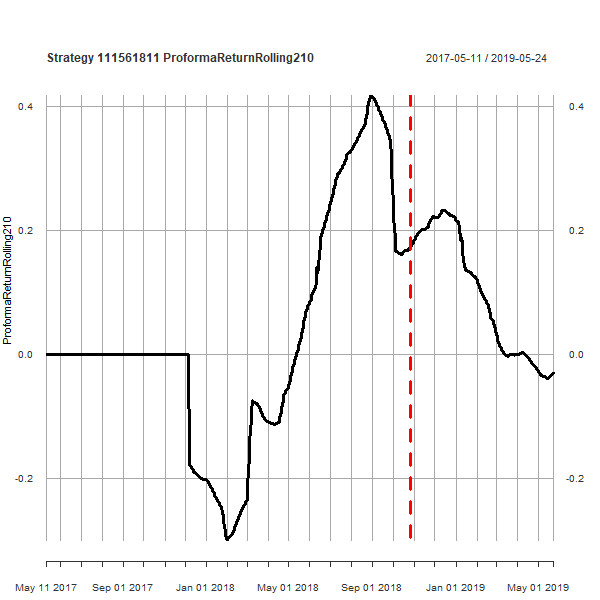 Strategy 111561811 ProformaReturnRolling210
2017-05-11 / 2019-05-24
ProformaReturnRolling210
0.4
0.4
0.2
0.2
0.0
0.0
-0.2
-0.2
May 11 2017
Sep 01 2017
Jan 01 2018
May 01 2018
Sep 01 2018
Jan 01 2019
May 01 2019